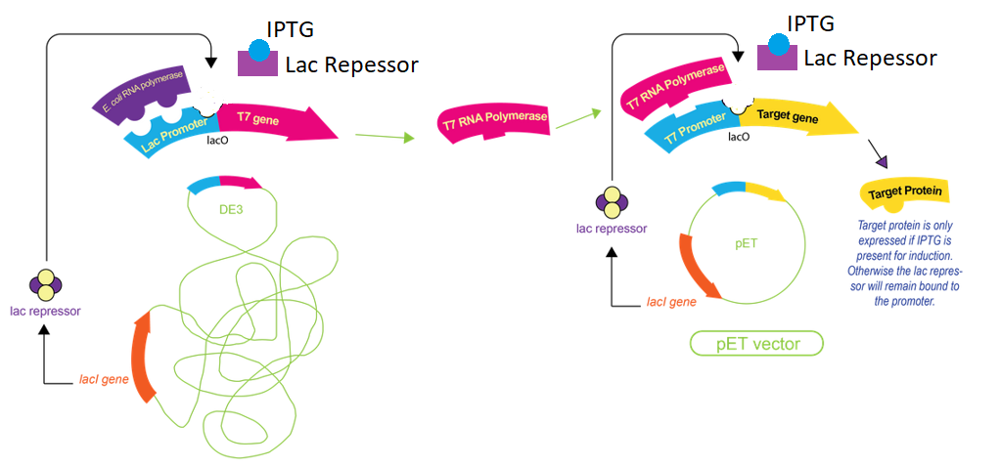 IPTG
Lac Repessor
E. coli RNA polymerase
Lac Promoter
T7 gene
lacO
DE3
lac repressor
lacI gene
T7 RNA Polymerase
IPTG
Lac Repessor
T7 RNA Polymerase
T7 Promoter
Target gene
lacO
lac repressor
pET
lacI gene
pET vector
Target Protein
Target protein is only
expressed if IPTG is
present for induction.
Otherwise the lac repres-
sor will remain bound to
the promoter.